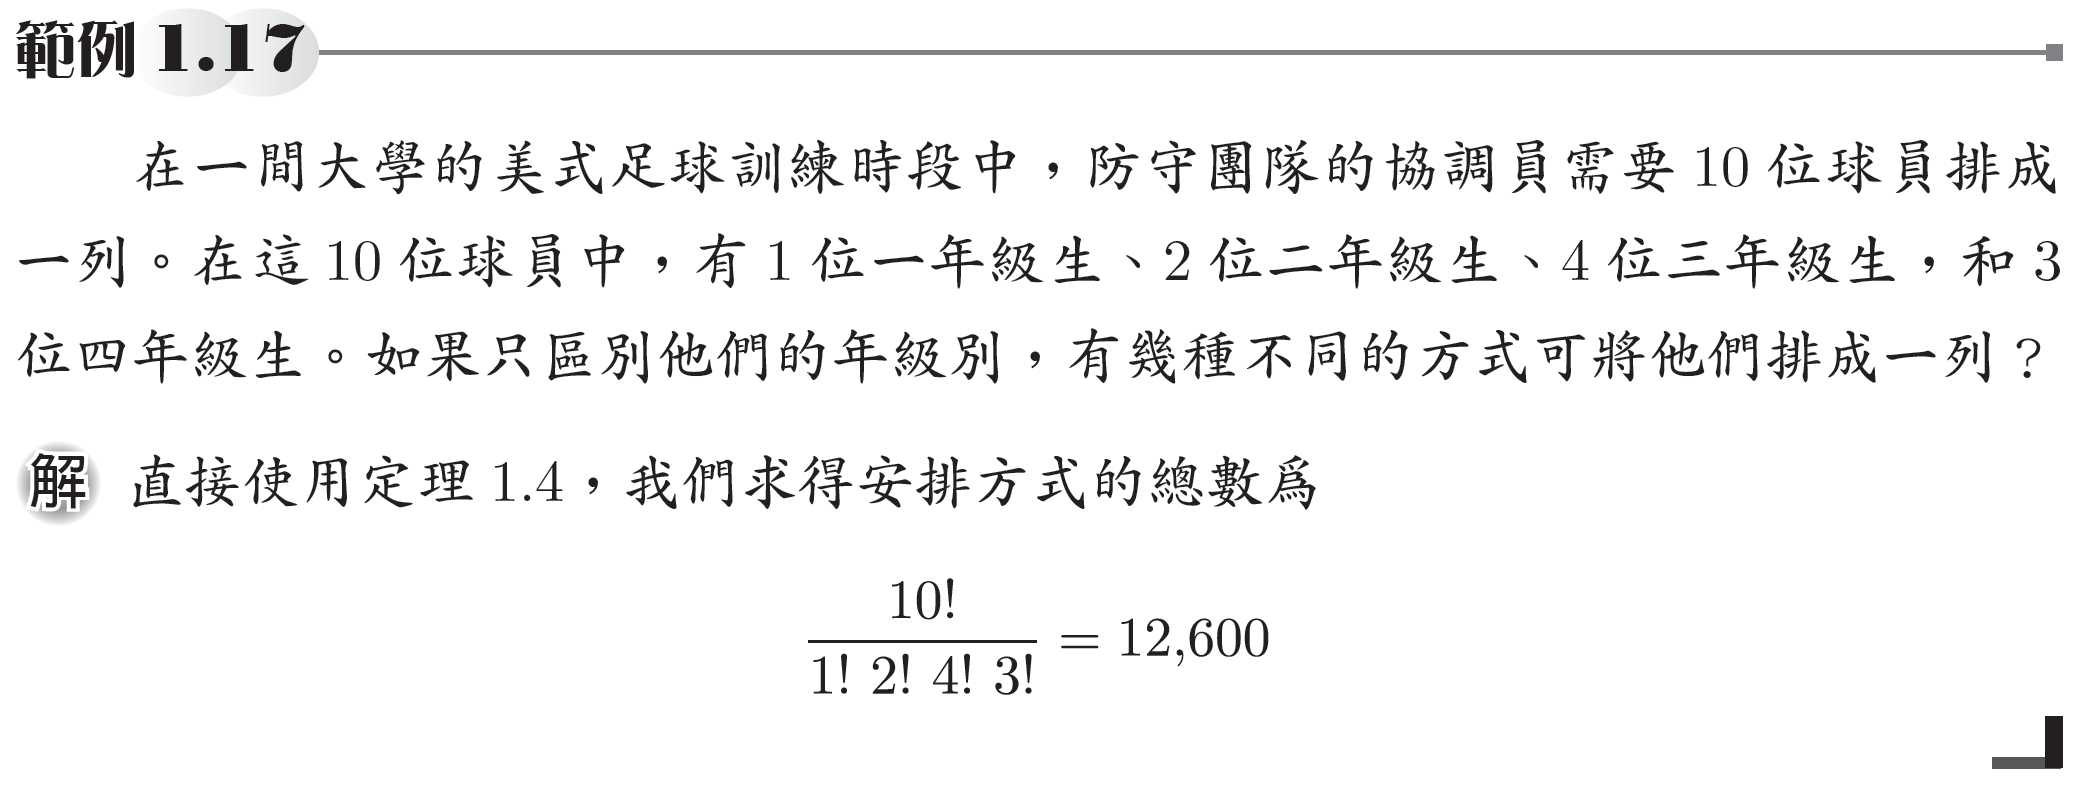 範例 1.17
在一間大學的美式足球訓練時段中，防守團隊的協調員需要 10 位球員排成
一列。在這 10 位球員中，有 1 位一年級生、2 位二年級生、4 位三年級生，和 3
位四年級生。如果只區別他們的年級別，有幾種不同的方式可將他們排成一列？
解 直接使用定理 1.4，我們求得安排方式的總數爲
10!
1! 2! 4! 3!
= 12,600